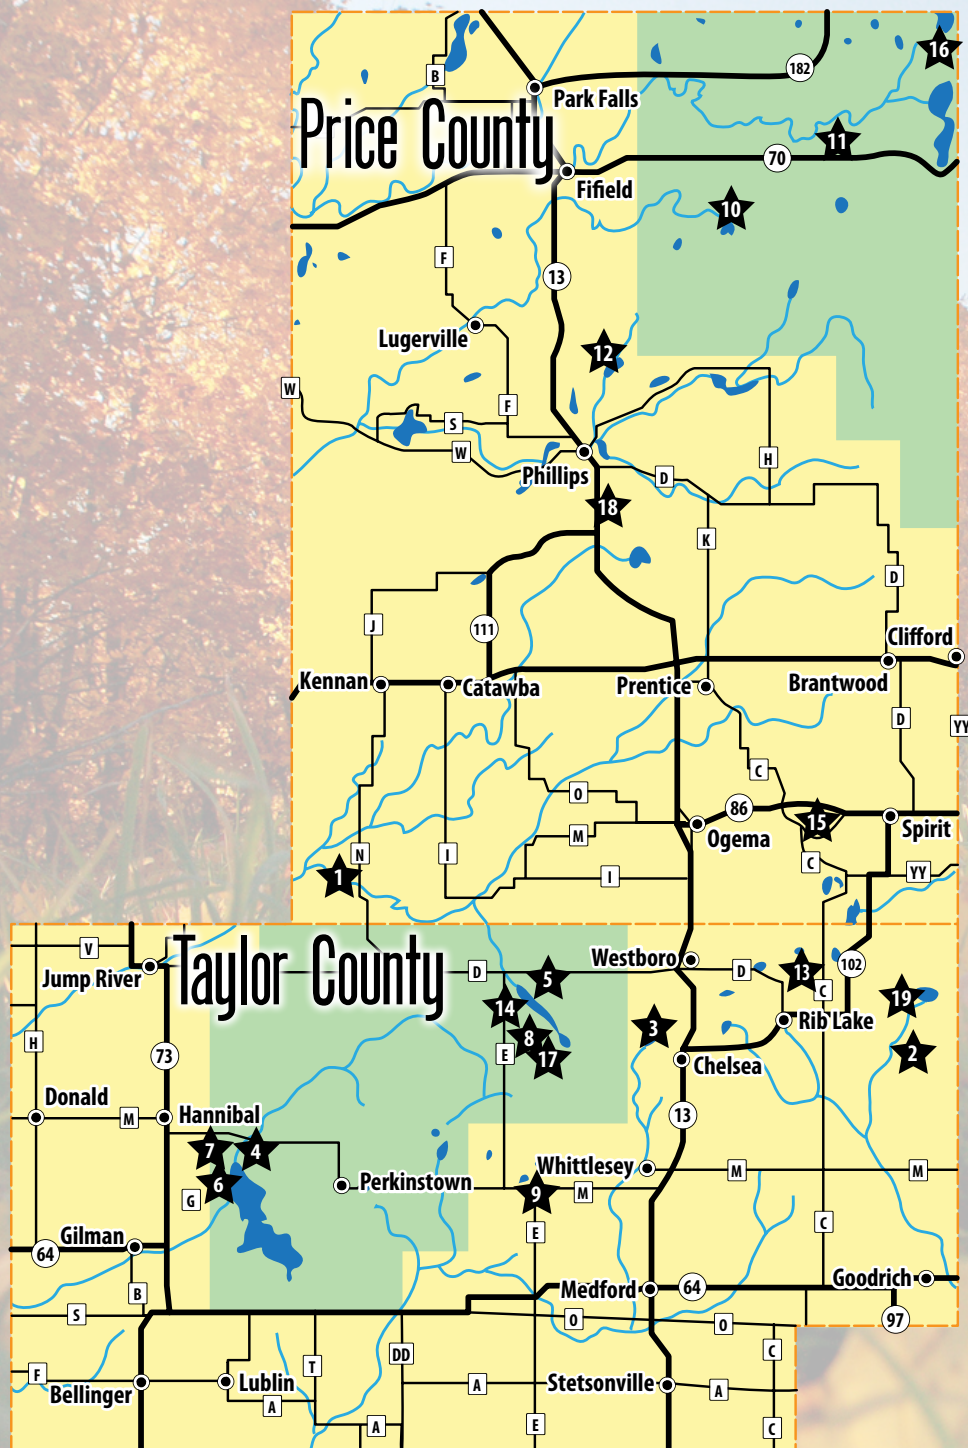 16
B
182
Park Falls
Price County
11
70
Fifield
10
F
13
Lugerville
12
W
F
S
W
H
Phillips
D
18
K
D
J
111
Clifford
Kennan
Catawba
Prentice
Brantwood
D
YY
C
O
86
15
Ogema
Spirit
M
N
I
C
1
I
YY
Taylor County
V
Jump River
Westboro
D
5
D
13
102
C
14
19
Rib Lake
3
8
H
E
17
2
73
Chelsea
Donald
Hannibal
M
13
7
4
Whittlesey
M
M
Perkinstown
6
9
M
G
C
E
Gilman
64
Goodrich
Medford
64
B
S
O
O
97
C
DD
T
F
Bellinger
Lublin
A
Stetsonville
A
A
A
E
C